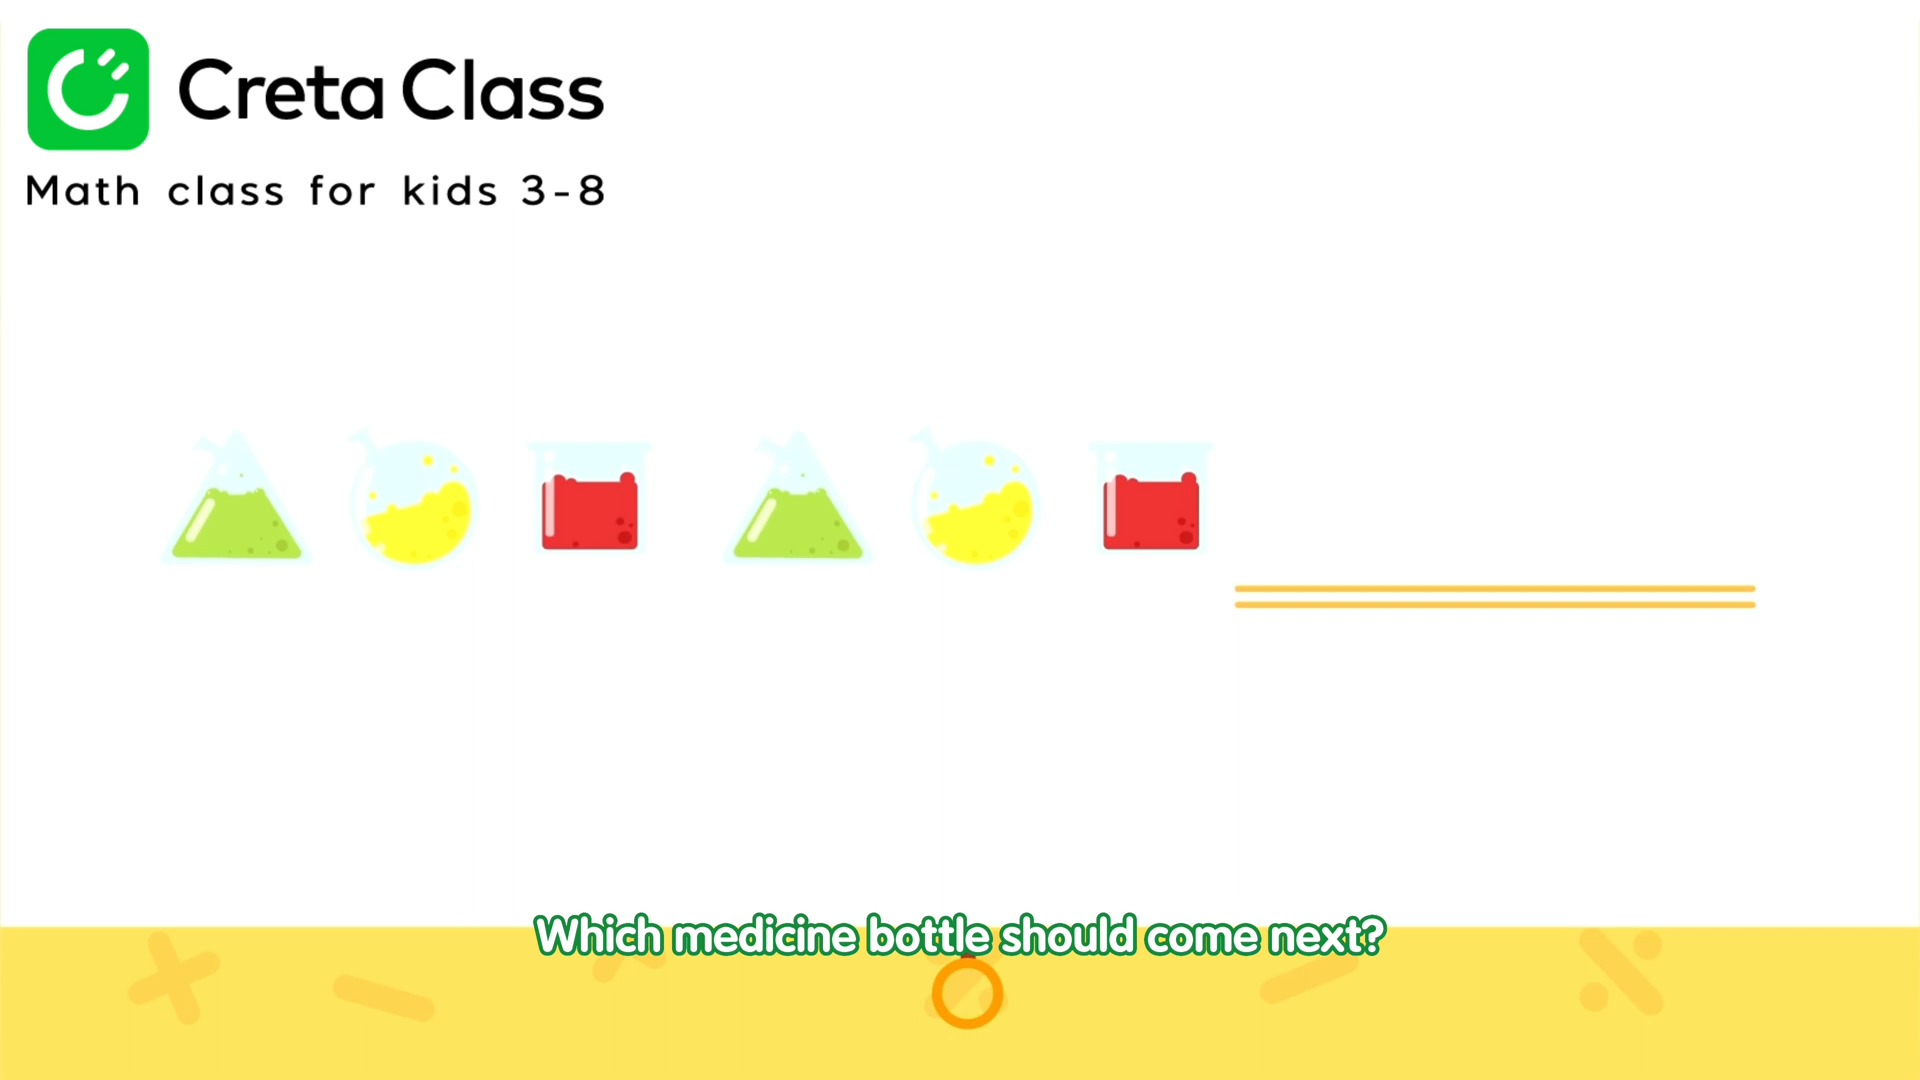 Creta Class
Math class for kids 3-8
Which medicine bottle should come next?